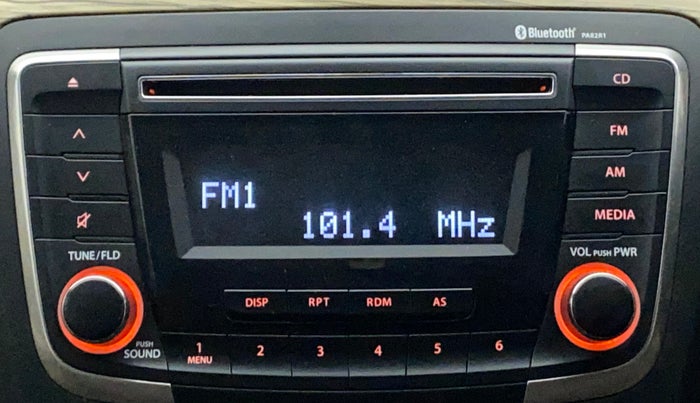 Bluetooth PA82R1
CD
FM
AM
MEDIA
FM1
101.4 MHz
TUNE/FLD
VOL PUSH PWR
DISP RPT RDM AS
PUSH
SOUND
1 2 3 4 5 6
MENU